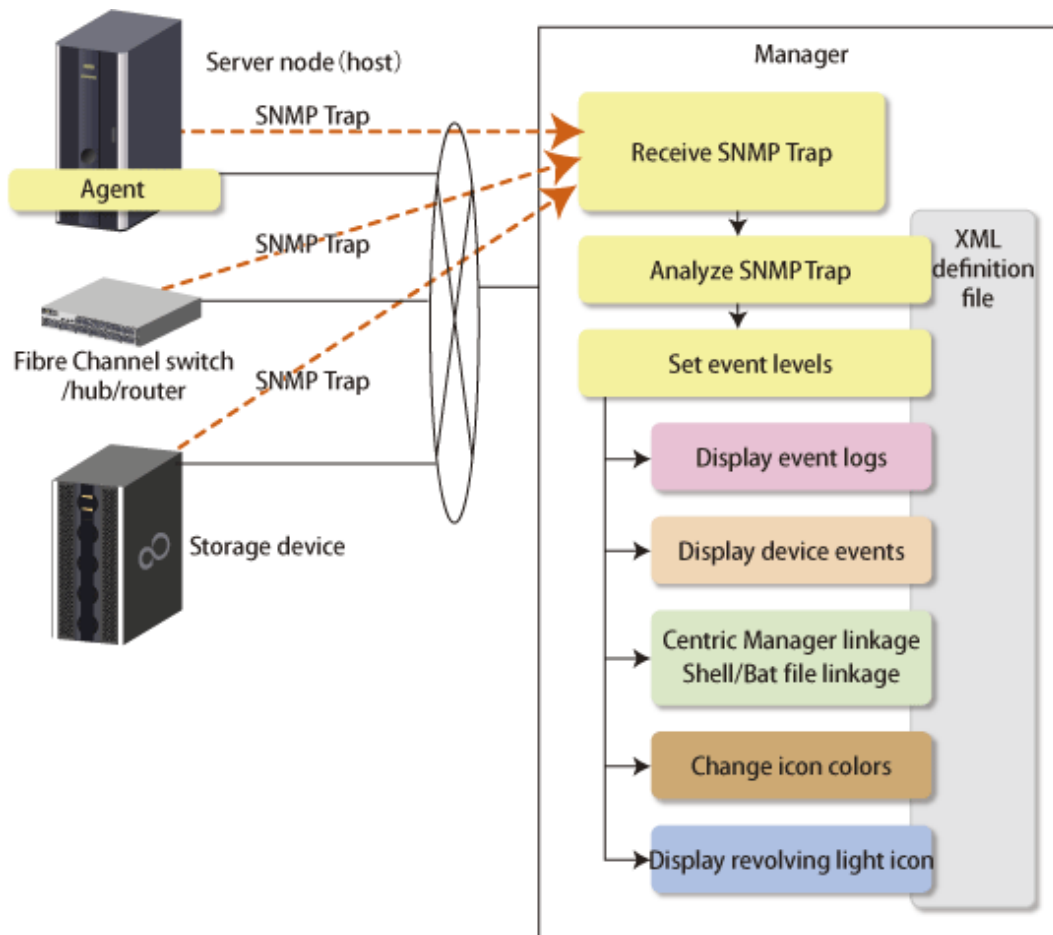 Server node(host)
SNMP Trap
Agent
SNMP Trap
Fibre Channel switch
/hub/router
SNMP Trap
Storage device
Manager
Receive SNMP Trap
XML
definition
file
Analyze SNMP Trap
Set event levels
Display event logs
Display device events
Centric Manager linkage
Shell/Bat file linkage
Change icon colors
Display revolving light icon